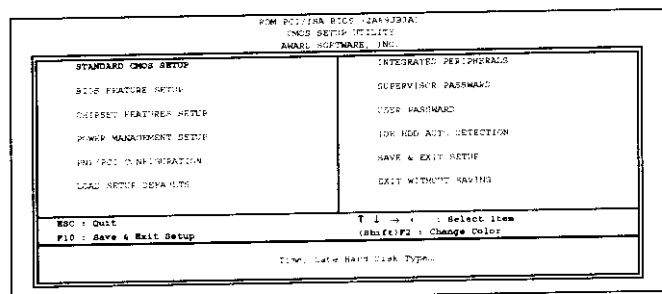 ROM PCI/ISA BIOS (2A69JB3A)
CMOS SETUP UTILITY
AWARD SOFTWARE, INC.
STANDARD CMOS SETUP
BIOS FEATURE SETUP
CHIPSET FEATURES SETUP
POWER MANAGEMENT SETUP
PNP/PCI CONFIGURATION
LOAD SETUP DEFAULTS
INTEGRATED PERIPHERALS
SUPERVISOR PASSWARD
USER PASSWARD
HDD AUTO DETECTION
SAVE & EXIT SETUP
EXIT WITHOUT SAVING
ESC : Quit
F10 : Save & Exit Setup
↑ ↓ → ← : Select Item
(Shift)F2 : Change Color
Time, Date Hard Disk Type…